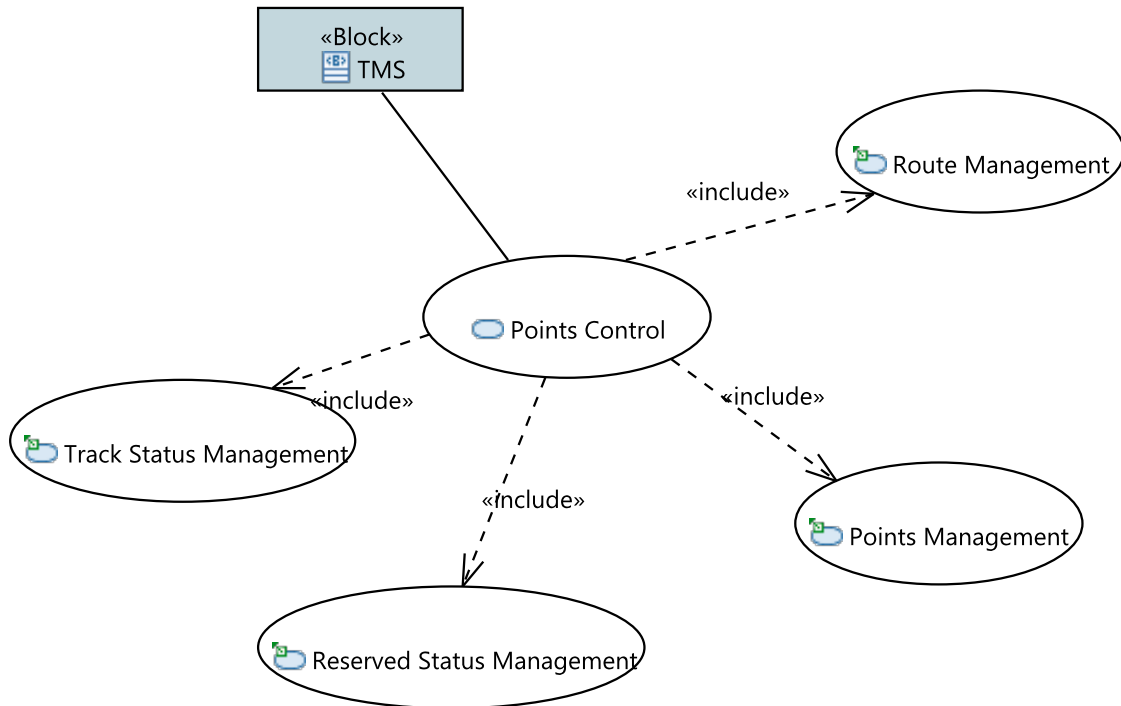 «Block»
TMS
Route Management
«include»
Points Control
«include»
«include»
Track Status Management
«include»
Points Management
Reserved Status Management